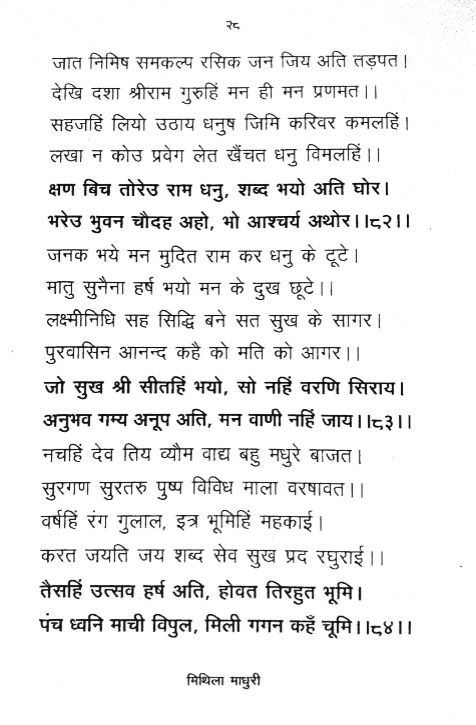 २८
जात निमिष समकल्प रसिक जन जिय अति तड़पत।
देखि दशा श्रीराम गुरुहिं मन ही मन प्रणमत।।
सहजहिं लियो उठाय धनुष जिमि करिवर कमलहिं।
लखा न कोउ प्रवेग लेत खैंचत धनु विमलहिं।।
क्षण बिच तोरेउ राम धनु, शब्द भयो अति घोर।
भरेउ भुवन चौदह अहो, भो आश्चर्य अथोर।।८२।।
जनक भये मन मुदित राम कर धनु के टूटे।
मातु सुनैना हर्ष भयो मन के दुख छूटे।।
लक्ष्मीनिधि सह सिद्धि बने सत सुख के सागर।
पुरवासिन आनन्द कहै को मति को आगर।।
जो सुख श्री सीतहिं भयो, सो नहिं वरणि सिराय।
अनुभव गम्य अनूप अति, मन वाणी नहिं जाय।।८३।।
नचहिं देव तिय व्यौम वाद्य बहु मधुरे बाजत।
सुरगण सुरतरु पुष्प विविध माला वरषावत।।
वर्षहिं रंग गुलाल, इत्र भूमिहिं महकाई।
करत जयति जय शब्द सेव सुख प्रद रघुराई।।
तैसहिं उत्सव हर्ष अति, होवत तिरहुत भूमि।
पंच ध्वनि माची विपुल, मिली गगन कहँ चूमि।।८४।।
मिथिला माधुरी